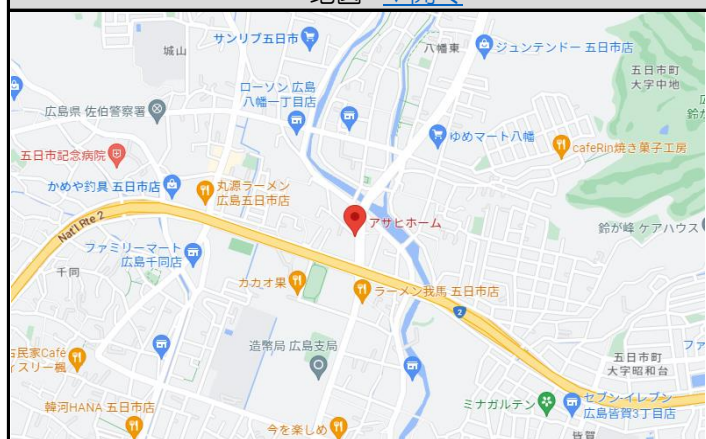 サンリブ五日市
城山
八幡東
ジュンテンドー 五日市店
五日市町
大字中地
ローソン 広島
八幡一丁目店
広島県 佐伯警察署
ゆめマート八幡
cafeRin焼き菓子工房
五日市記念病院
かめや釣具 五日市店
丸源ラーメン
広島五日市店
アサヒホーム
鈴が峰 ケアハウス
Nat'l Rte 2
ファミリーマート
広島千同店
千同
カカオ巣
ラーメン我馬 五日市店
2
造幣局 広島支局
五日市町
大字昭和台
古民家Café
ミナガルテン
セブン-イレブン
広島皆賀3丁目店
韓河HANA 五日市店
今を楽しめ
皆賀